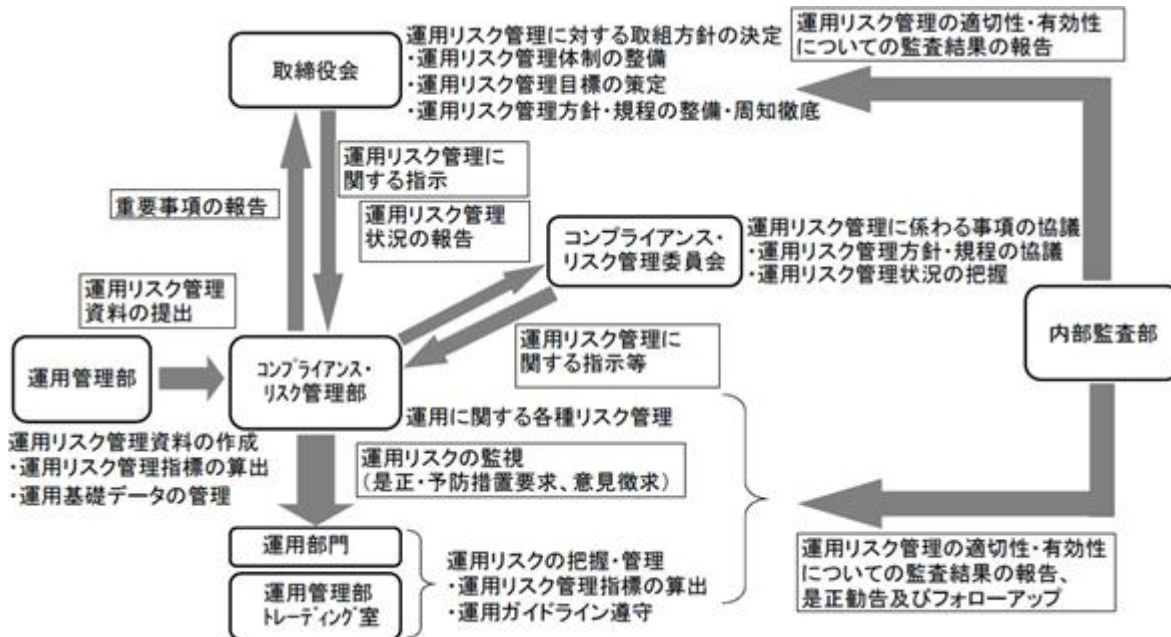 運用リスク管理に対する取組方針の決定
・運用リスク管理体制の整備
・運用リスク管理目標の策定
・運用リスク管理方針・規程の整備・周知徹底
取締役会
運用リスク管理の適切性・有効性
についての監査結果の報告
運用リスク管理に
関する指示
重要事項の報告
運用リスク管理
状況の報告
コンプライアンス・
リスク管理委員会
運用リスク管理に係わる事項の協議
・運用リスク管理方針・規程の協議
・運用リスク管理状況の把握
運用リスク管理
資料の提出
内部監査部
運用管理部
コンプライアンス・
リスク管理部
運用リスク管理に
関する指示等
運用に関する各種リスク管理
運用リスク管理資料の作成
・運用リスク管理指標の算出
・運用基礎データの管理
運用リスクの監視
(是正・予防措置要求、意見徴求)
運用部門
運用管理部
トレーディング室
運用リスクの把握・管理
・運用リスク管理指標の算出
・運用ガイドライン遵守
運用リスク管理の適切性・有効性
についての監査結果の報告、
是正勧告及びフォローアップ